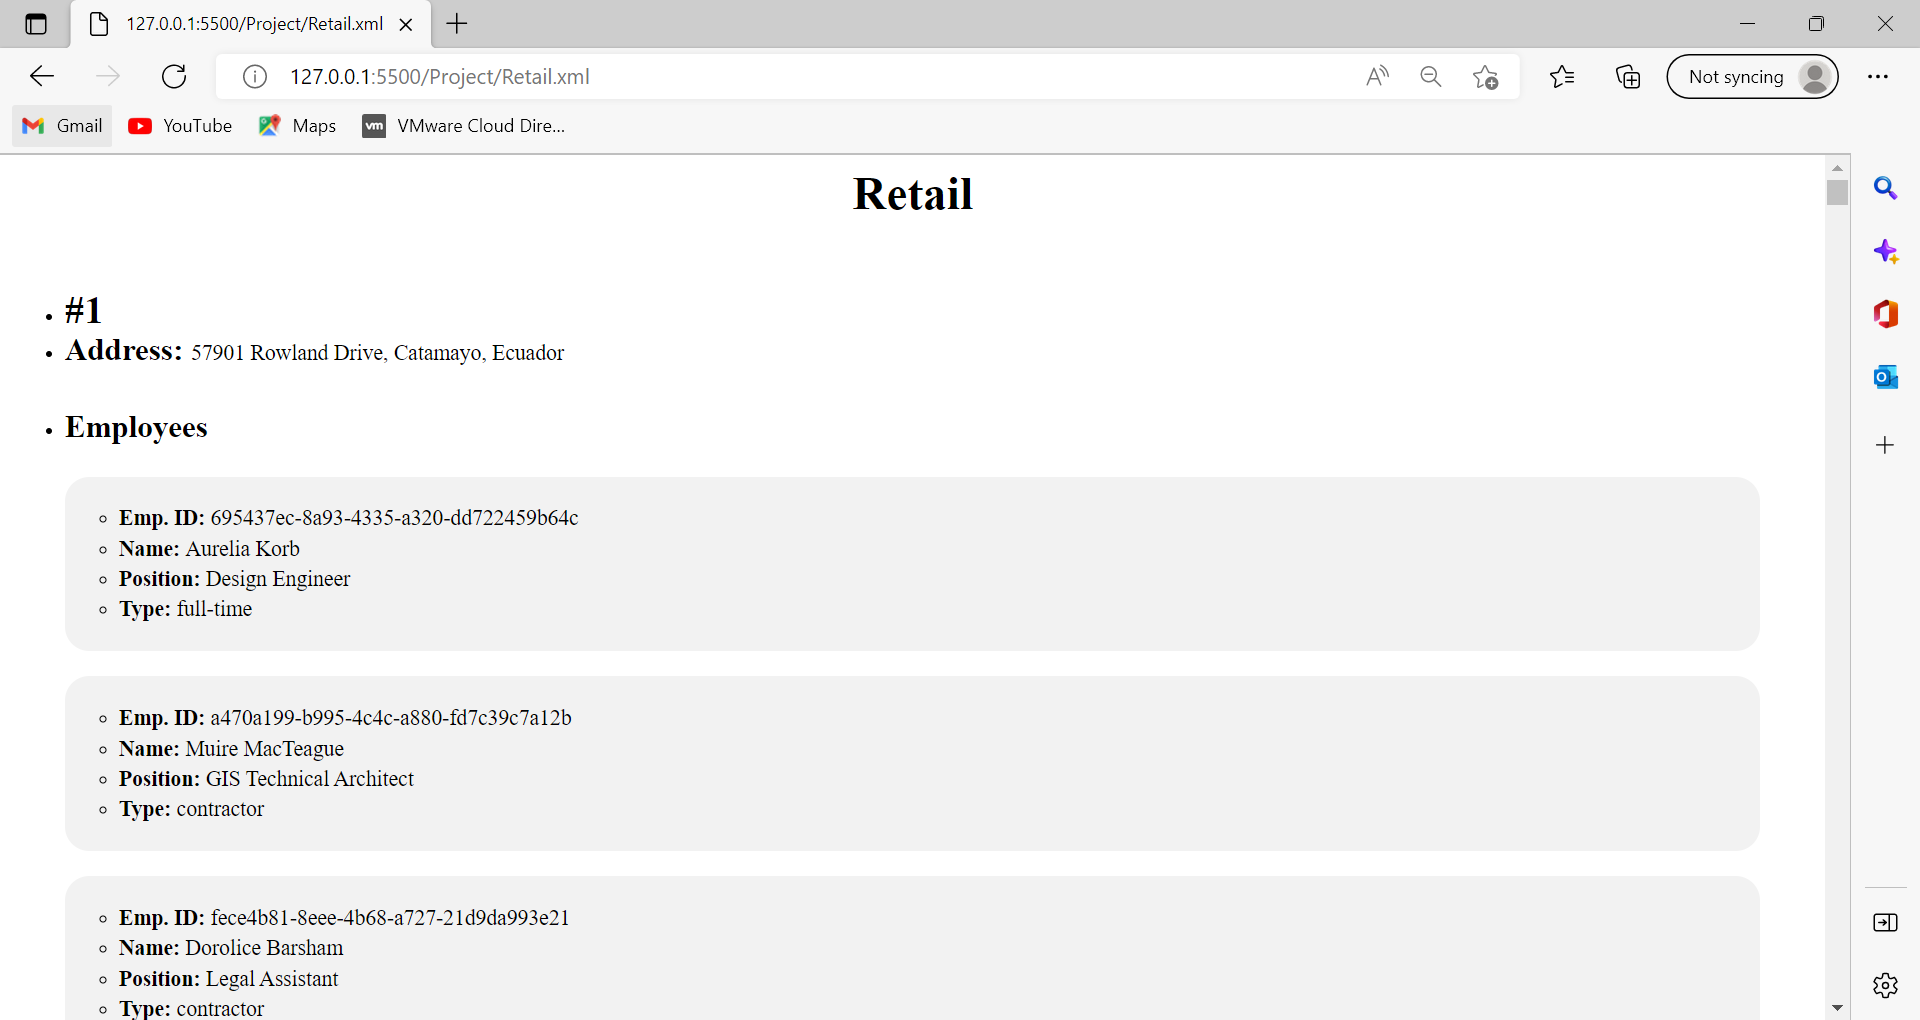 127.0.0.1:5500/Project/Retail.xml
127.0.0.1:5500/Project/Retail.xml
Not syncing
Gmail
YouTube
Maps
vm VMware Cloud Dire...
Retail
#1
Address: 57901 Rowland Drive, Catamayo, Ecuador
Employees
Emp. ID: 695437ec-8a93-4335-a320-dd722459b64c
Name: Aurelia Korb
Position: Design Engineer
Type: full-time
Emp. ID: a470a199-b995-4c4c-a880-fd7c39c7a12b
Name: Muire MacTeague
Position: GIS Technical Architect
Type: contractor
Emp. ID: fece4b81-8eee-4b68-a727-21d9da993e21
Name: Dorolice Barsham
Position: Legal Assistant
Type: contractor